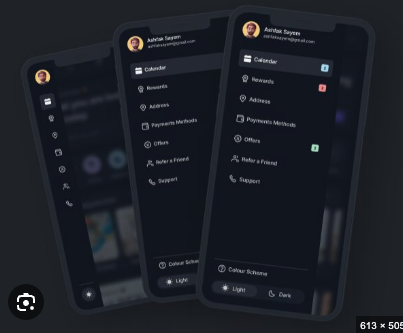 Ashfak Sayem
ashfaksayem@gmail.com
Calendar
Rewards
Address
Payments Methods
Offers
Refer a Friend
Support
Colour Scheme
Light
Ashfak Sayem
ashfaksayem@gmail.com
Calendar
Rewards
Address
Payments Methods
Offers
Refer a Friend
Support
Colour Scheme
Light
Dark
613 × 505